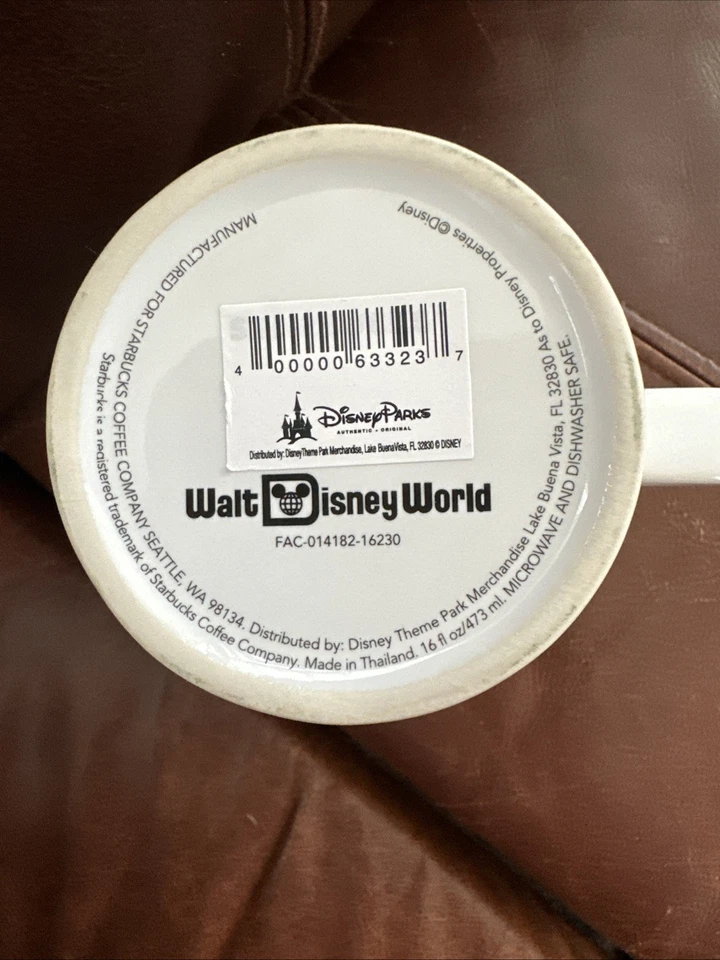 MANUFACTURED FOR STARBUCKS COFFEE COMPANY SEATTLE, WA 98134. Distributed by: Disney Theme Park Merchandise Lake Buena Vista, FL 32830 As to Disney Properties ©Disney
Starbucks is a registered trademark of Starbucks Coffee Company. Made in Thailand. 16 fl oz/473 ml. MICROWAVE AND DISHWASHER SAFE.
4 00000 63323 7
Disney Parks
AUTHENTIC • ORIGINAL
Distributed by: Disney Theme Park Merchandise, Lake Buena Vista, FL 32830 © DISNEY
Walt Disney World
FAC-014182-16230